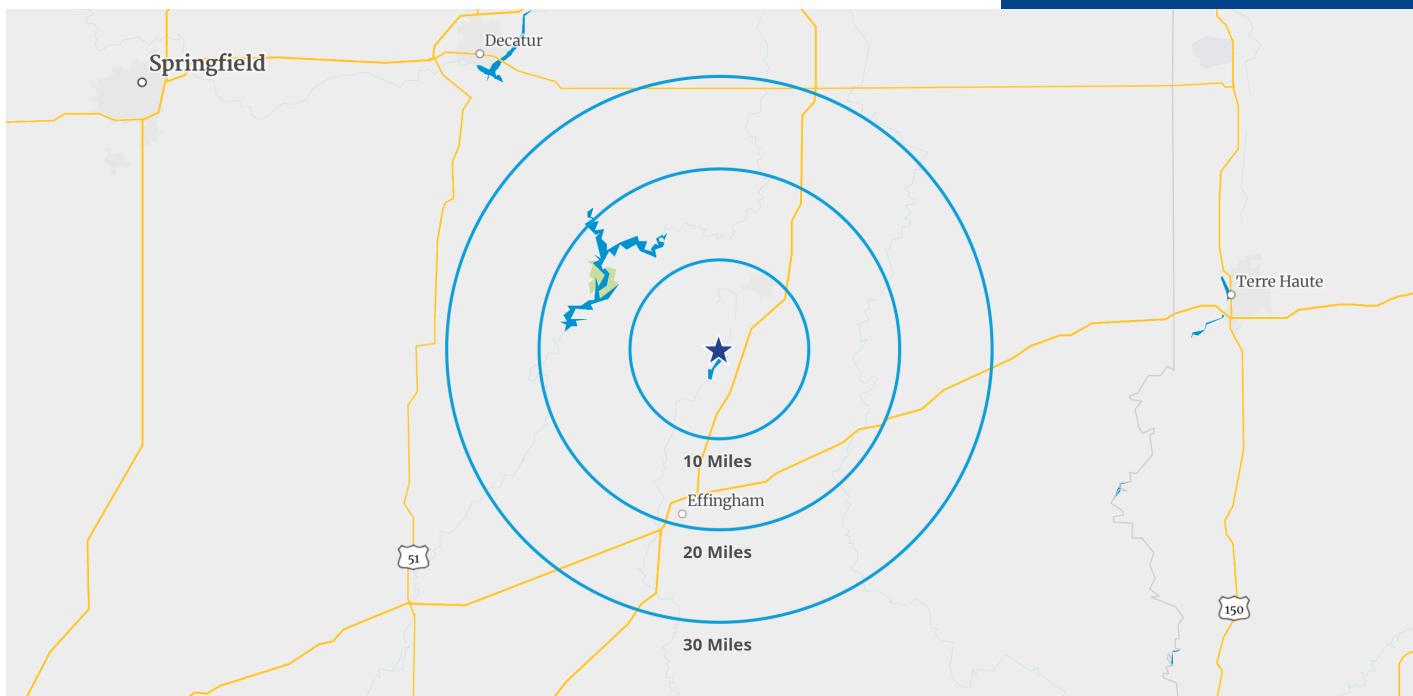 Decatur
Springfield
Terre Haute
10 Miles
Effingham
20 Miles
51
150
30 Miles